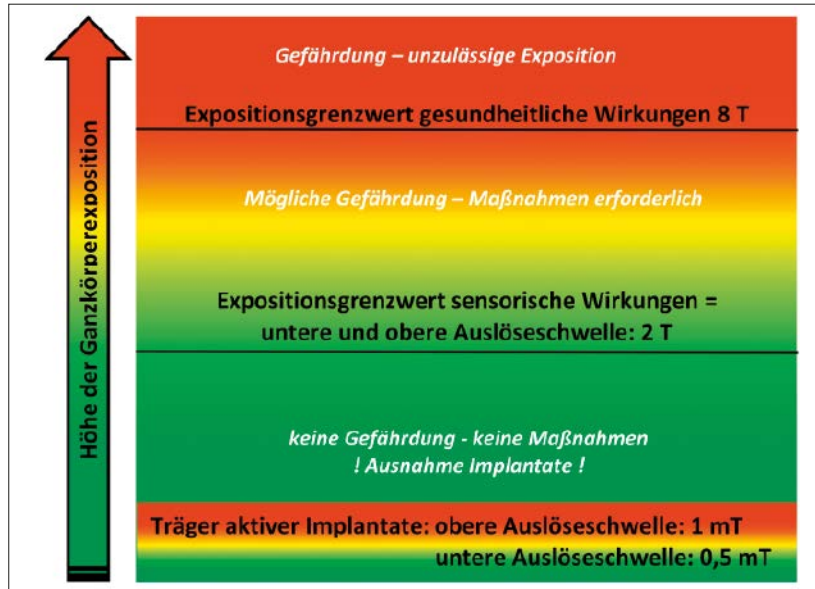 Höhe der Ganzkörperexposition
Gefährdung – unzulässige Exposition
Expositionsgrenzwert gesundheitliche Wirkungen 8 T
Mögliche Gefährdung – Maßnahmen erforderlich
Expositionsgrenzwert sensorische Wirkungen =
untere und obere Auslöseschwelle: 2 T
keine Gefährdung - keine Maßnahmen
! Ausnahme Implantate !
Träger aktiver Implantate: obere Auslöseschwelle: 1 mT
untere Auslöseschwelle: 0,5 mT